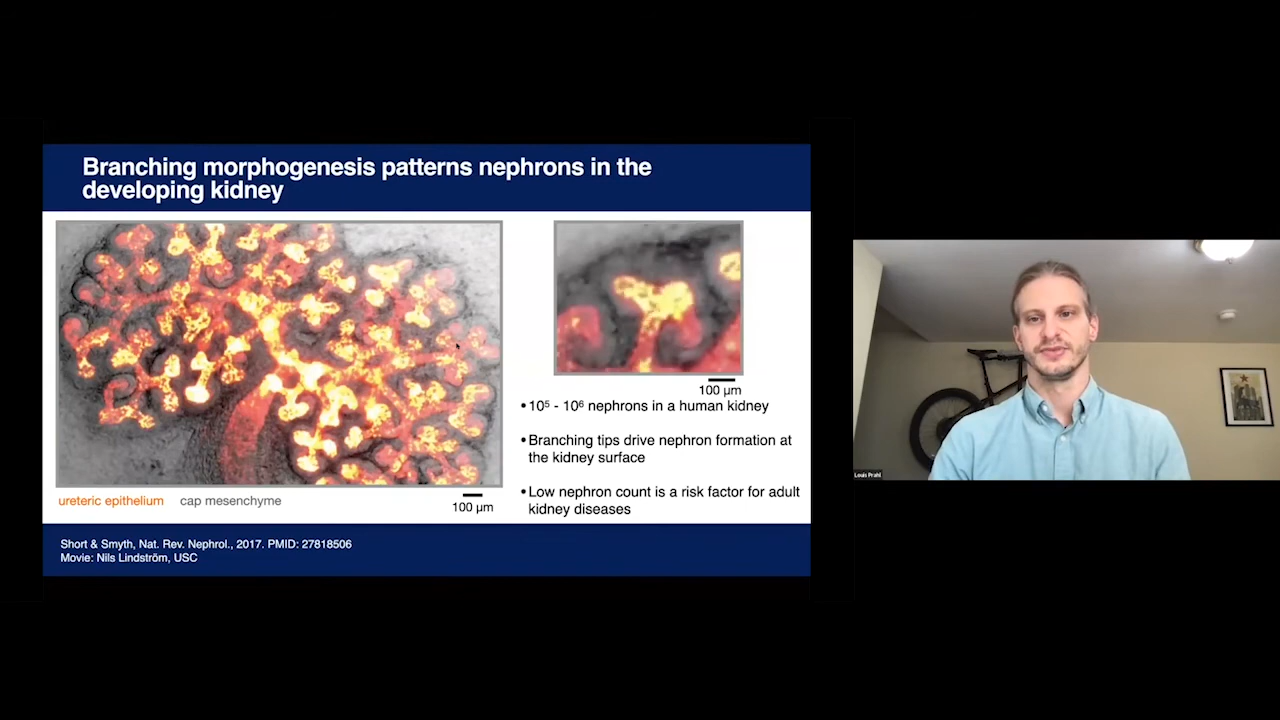 Branching morphogenesis patterns nephrons in the
developing kidney
100 µm
• 10⁵ - 10⁶ nephrons in a human kidney
• Branching tips drive nephron formation at
the kidney surface
• Low nephron count is a risk factor for adult
kidney diseases
ureteric epithelium cap mesenchyme
100 µm
Short & Smyth, Nat. Rev. Nephrol., 2017. PMID: 27818506
Movie: Nils Lindström, USC
Louis Prahl